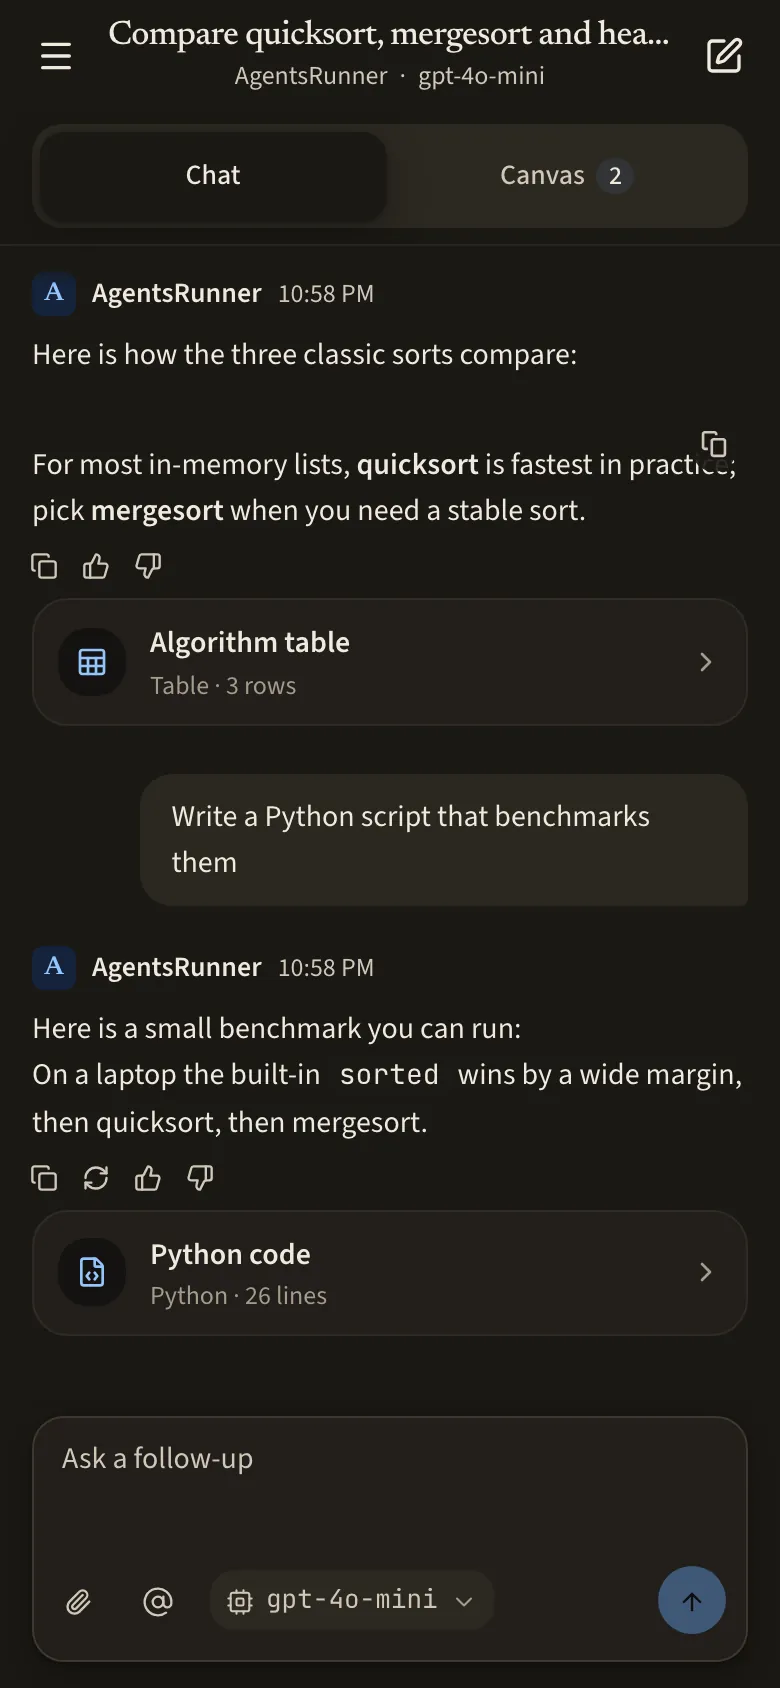 Compare quicksort, mergesort and hea...
AgentsRunner · gpt-4o-mini
Chat
Canvas 2
A AgentsRunner 10:58 PM
Here is how the three classic sorts compare:
For most in-memory lists, quicksort is fastest in practice;
pick mergesort when you need a stable sort.
Algorithm table
Table · 3 rows
Write a Python script that benchmarks
them
A AgentsRunner 10:58 PM
Here is a small benchmark you can run:
On a laptop the built-in sorted wins by a wide margin,
then quicksort, then mergesort.
Python code
Python · 26 lines
Ask a follow-up
gpt-4o-mini